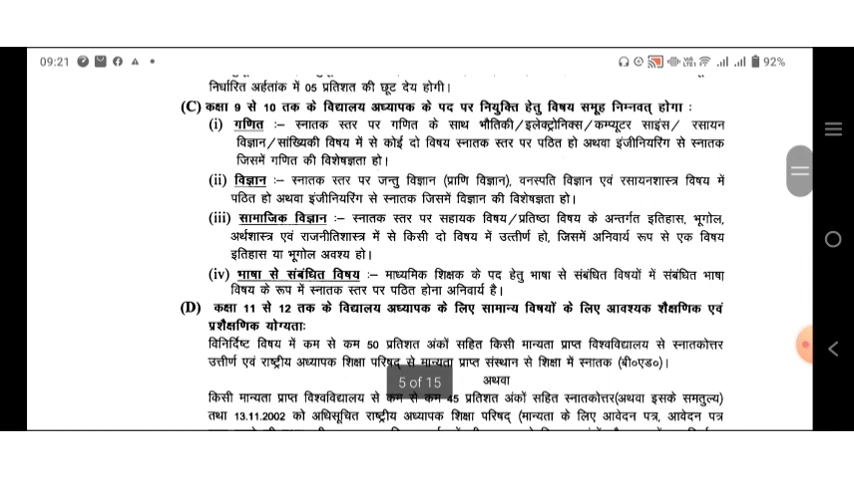 09:21
92%
निर्धारित अर्हतांक में 05 प्रतिशत की छूट देय होगी।
(C) कक्षा 9 से 10 तक के विद्यालय अध्यापक के पद पर नियुक्ति हेतु विषय समूह निम्नवत् होगा :
(i) गणित :– स्नातक स्तर पर गणित के साथ भौतिकी/इलेक्ट्रोनिक्स/कम्प्यूटर साइंस/ रसायन
विज्ञान/सांख्यिकी विषय में से कोई दो विषय स्नातक स्तर पर पठित हो अथवा इंजीनियरिंग से स्नातक
जिसमें गणित की विशेषज्ञता हो।
(ii) विज्ञान :– स्नातक स्तर पर जन्तु विज्ञान (प्राणि विज्ञान), वनस्पति विज्ञान एवं रसायनशास्त्र विषय में
पठित हो अथवा इंजीनियरिंग से स्नातक जिसमें विज्ञान की विशेषज्ञता हो।
(iii) सामाजिक विज्ञान :– स्नातक स्तर पर सहायक विषय/प्रतिष्ठा विषय के अन्तर्गत इतिहास, भूगोल,
अर्थशास्त्र एवं राजनीतिशास्त्र में से किसी दो विषय में उत्तीर्ण हो, जिसमें अनिवार्य रूप से एक विषय
इतिहास या भूगोल अवश्य हो।
(iv) भाषा से संबंधित विषय :– माध्यमिक शिक्षक के पद हेतु भाषा से संबंधित विषयों में संबंधित भाषा
विषय के रूप में स्नातक स्तर पर पठित होना अनिवार्य है।
(D) कक्षा 11 से 12 तक के विद्यालय अध्यापक के लिए सामान्य विषयों के लिए आवश्यक शैक्षणिक एवं
प्रशैक्षणिक योग्यताः
विनिर्दिष्ट विषय में कम से कम 50 प्रतिशत अंकों सहित किसी मान्यता प्राप्त विश्वविद्यालय से स्नातकोत्तर
उत्तीर्ण एवं राष्ट्रीय अध्यापक शिक्षा परिषद् से मान्यता प्राप्त संस्थान से शिक्षा में स्नातक (बी०एड०)।
5 of 15
अथवा
किसी मान्यता प्राप्त विश्वविद्यालय से कम से कम 45 प्रतिशत अंकों सहित स्नातकोत्तर(अथवा इसके समतुल्य)
तथा 13.11.2002 को अधिसूचित राष्ट्रीय अध्यापक शिक्षा परिषद् (मान्यता के लिए आवेदन पत्र, आवेदन पत्र